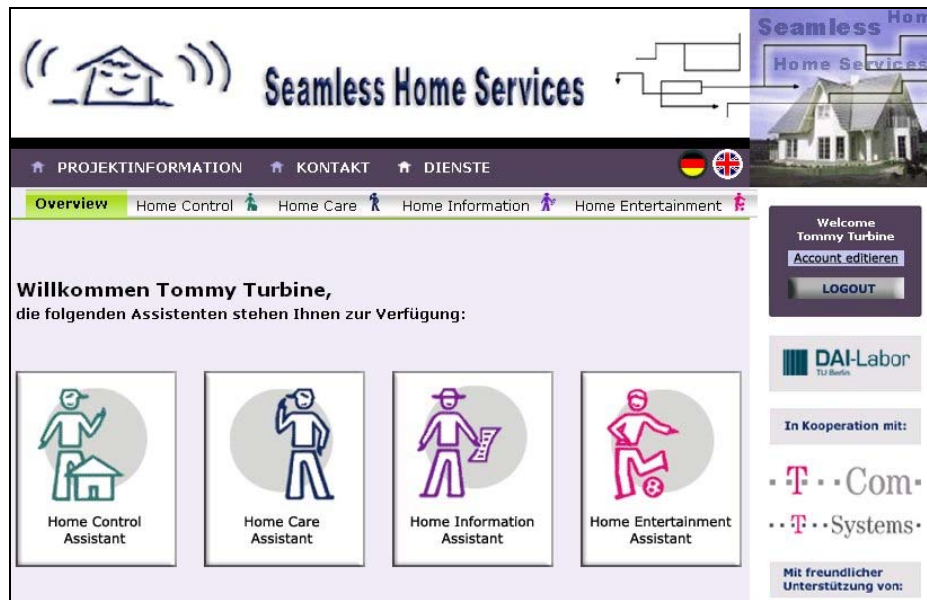 Seamless Home Services
Seamless Hom
Home Services
PROJEKTINFORMATION KONTAKT DIENSTE
Overview Home Control Home Care Home Information Home Entertainment
Welcome
Tommy Turbine
Account editieren
LOGOUT
Willkommen Tommy Turbine,
die folgenden Assistenten stehen Ihnen zur Verfügung:
Home Control
Assistant
Home Care
Assistant
Home Information
Assistant
Home Entertainment
Assistant
DAI-Labor
TU Berlin
In Kooperation mit:
T Com
T Systems
Mit freundlicher
Unterstützung von: